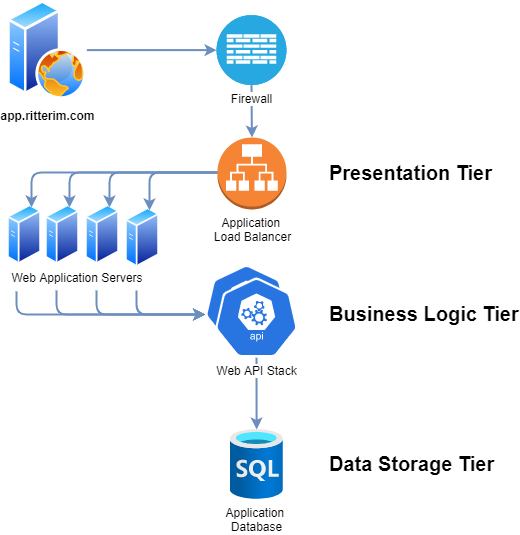 app.ritterim.com
Firewall
Presentation Tier
Application
Load Balancer
Web Application Servers
Business Logic Tier
api
Web API Stack
SQL
Data Storage Tier
Application
Database